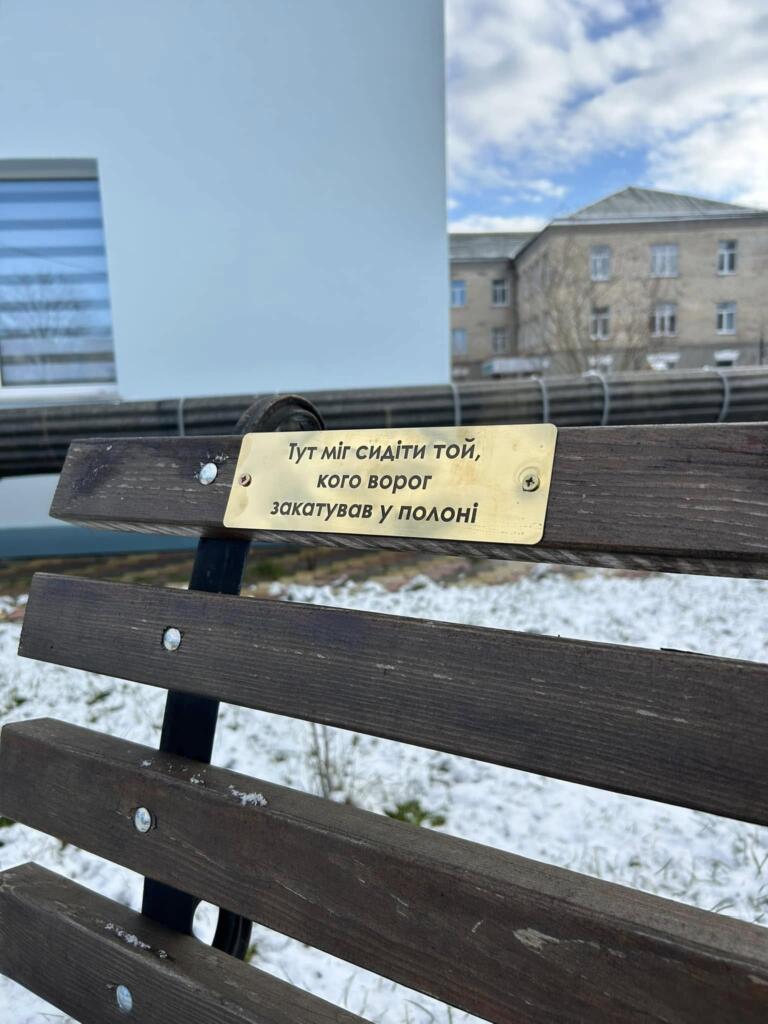 Тут міг сидіти той,
кого ворог
закатував у полоні